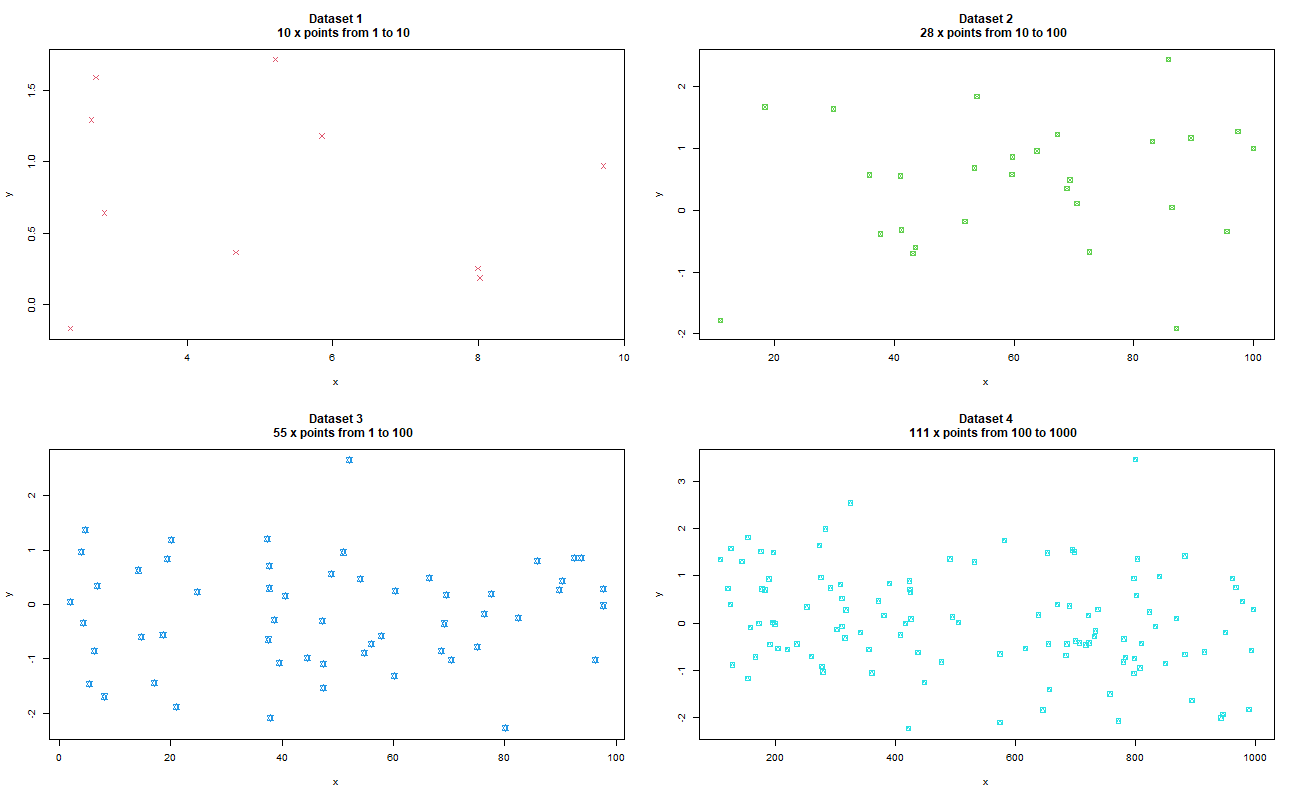 Dataset 1
10 x points from 1 to 10
y
0.0 0.5 1.0 1.5
4 6 8 10
x
Dataset 2
28 x points from 10 to 100
y
-2 -1 0 1 2
20 40 60 80 100
x
Dataset 3
55 x points from 1 to 100
y
-2 -1 0 1 2
0 20 40 60 80 100
x
Dataset 4
111 x points from 100 to 1000
y
-2 -1 0 1 2 3
200 400 600 800 1000
x